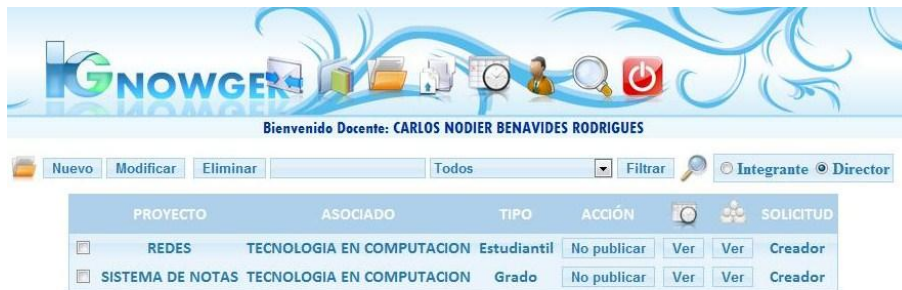 IGNOWGER
Bienvenido Docente: CARLOS NODIER BENAVIDES RODRIGUES
Nuevo Modificar Eliminar Todos Filtrar Integrante Director
PROYECTO ASOCIADO TIPO ACCIÓN SOLICITUD
REDES TECNOLOGIA EN COMPUTACION Estudiantil No publicar Ver Ver Creador
SISTEMA DE NOTAS TECNOLOGIA EN COMPUTACION Grado No publicar Ver Ver Creador